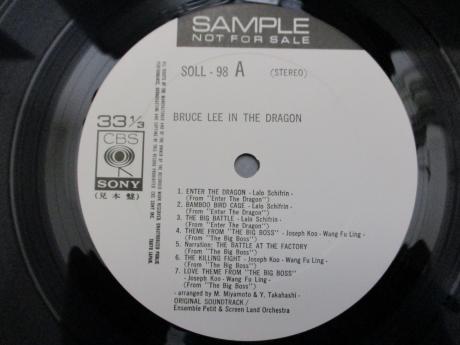 SAMPLE
NOT FOR SALE
SOLL - 98 A (STEREO)
BRUCE LEE IN THE DRAGON
33 1/3
CBS
SONY
(見本盤)
1. ENTER THE DRAGON - Lalo Schifrin -
(From "Enter The Dragon")
2. BAMBOO BIRD CAGE - Lalo Schifrin -
(From "Enter The Dragon")
3. THE BIG BATTLE - Lalo Schifrin -
(From "Enter The Dragon")
4. THEME FROM "THE BIG BOSS" - Joseph Koo - Wang Fu Ling -
(From "The Big Boss")
5. Narration: THE BATTLE AT THE FACTORY
(From "The Big Boss")
6. THE KILLING FIGHT - Joseph Koo - Wang Fu Ling -
(From "The Big Boss")
7. LOVE THEME FROM "THE BIG BOSS"
- Joseph Koo - Wang Fu Ling -
(From "The Big Boss")
- arranged by M. Miyamoto & Y. Takahashi -
ORIGINAL SOUNDTRACK /
Ensemble Petit & Screen Land Orchestra